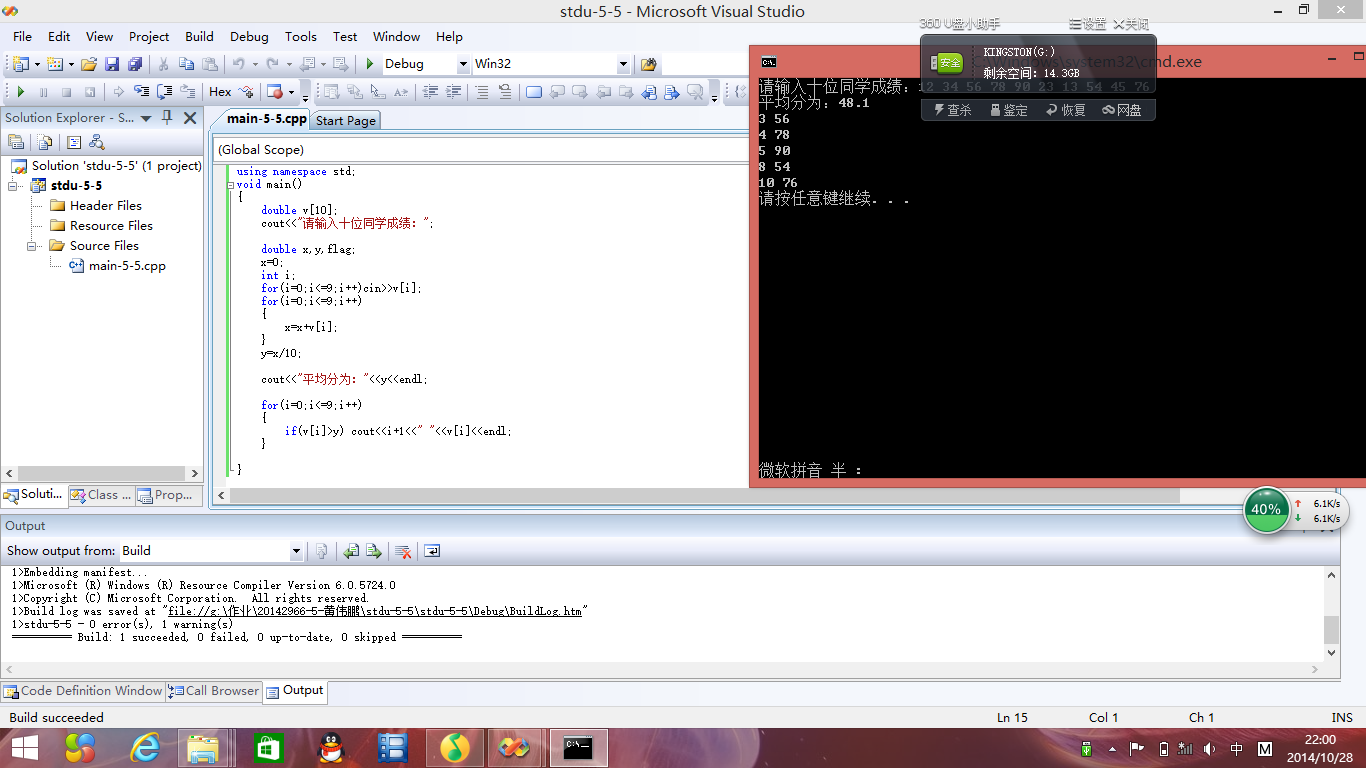 stdu-5-5 - Microsoft Visual Studio
File Edit View Project Build Debug Tools Test Window Help
Debug Win32
Hex
360 U盘小助手 设置 关闭
安全 KINGSTON(G:)
剩余空间: 14.3GB
查杀 鉴定 恢复 网盘
Solution Explorer - S...
Solution 'stdu-5-5' (1 project)
stdu-5-5
Header Files
Resource Files
Source Files
main-5-5.cpp
Soluti... Class ... Prop...
main-5-5.cpp Start Page
(Global Scope)
using namespace std;
void main()
{
double v[10];
cout<<"请输入十位同学成绩: ";
double x,y,flag;
x=0;
int i;
for(i=0;i<=9;i++)cin>>v[i];
for(i=0;i<=9;i++)
{
x=x+v[i];
}
y=x/10;
cout<<"平均分为: "<<y<<endl;
for(i=0;i<=9;i++)
{
if(v[i]>y) cout<<i+1<<" "<<v[i]<<endl;
}
}
C:\Windows\system32\cmd.exe
请输入十位同学成绩: 12 34 56 78 90 23 13 54 45 76
平均分为: 48.1
3 56
4 78
5 90
8 54
10 76
请按任意键继续. . .
微软拼音 半 :
40% 6.1K/s
6.1K/s
Output
Show output from: Build
1>Embedding manifest...
1>Microsoft (R) Windows (R) Resource Compiler Version 6.0.5724.0
1>Copyright (C) Microsoft Corporation. All rights reserved.
1>Build log was saved at "file://g:\作业\20142966-5-黄伟鹏\stdu-5-5\stdu-5-5\Debug\BuildLog.htm"
1>stdu-5-5 - 0 error(s), 1 warning(s)
========== Build: 1 succeeded, 0 failed, 0 up-to-date, 0 skipped ==========
Code Definition Window Call Browser Output
Build succeeded Ln 15 Col 1 Ch 1 INS
中 M 22:00
2014/10/28